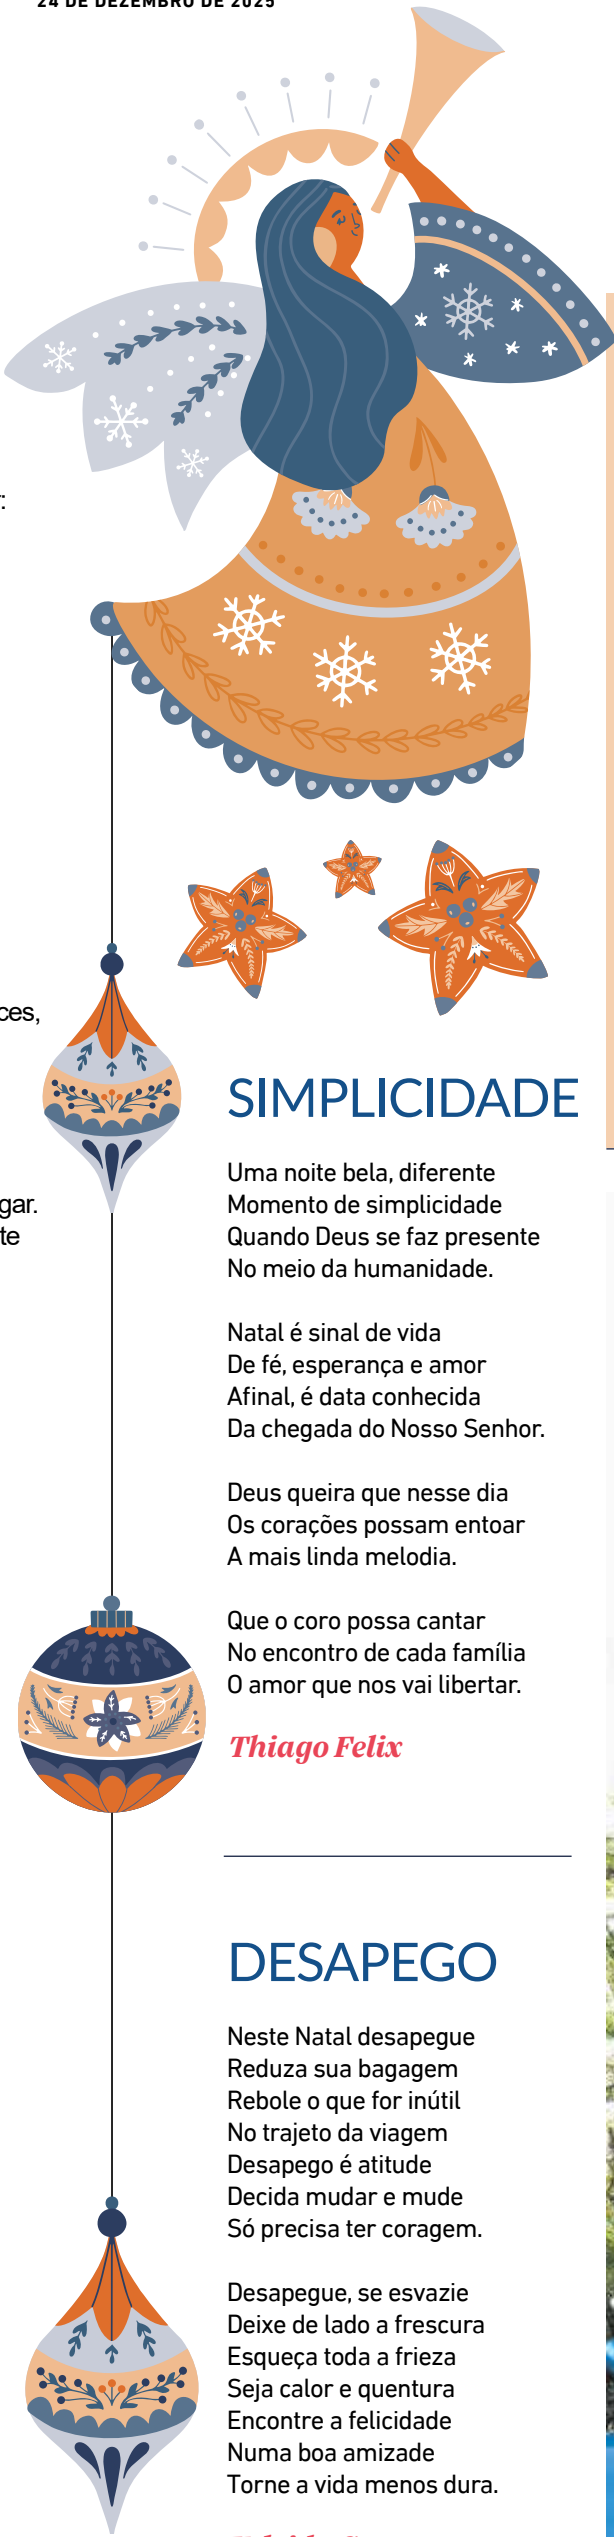 24 DE DEZEMBRO DE 2025
ces,
gar.
te
SIMPLICIDADE
Uma noite bela, diferente
Momento de simplicidade
Quando Deus se faz presente
No meio da humanidade.
Natal é sinal de vida
De fé, esperança e amor
Afinal, é data conhecida
Da chegada do Nosso Senhor.
Deus queira que nesse dia
Os corações possam entoar
A mais linda melodia.
Que o coro possa cantar
No encontro de cada família
O amor que nos vai libertar.
Thiago Felix
DESAPEGO
Neste Natal desapegue
Reduza sua bagagem
Rebole o que for inútil
No trajeto da viagem
Desapego é atitude
Decida mudar e mude
Só precisa ter coragem.
Desapegue, se esvazie
Deixe de lado a frescura
Esqueça toda a frieza
Seja calor e quentura
Encontre a felicidade
Numa boa amizade
Torne a vida menos dura.